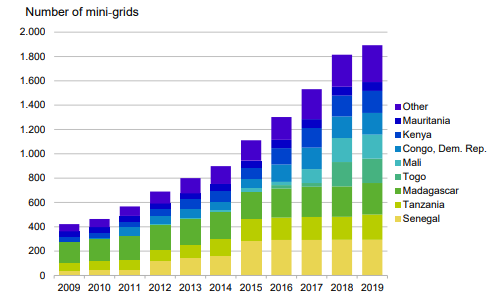 Number of mini-grids
2.000
1.800
1.600
1.400
1.200
1.000
800
600
400
200
0
2009 2010 2011 2012 2013 2014 2015 2016 2017 2018 2019
Other
Mauritania
Kenya
Congo, Dem. Rep.
Mali
Togo
Madagascar
Tanzania
Senegal